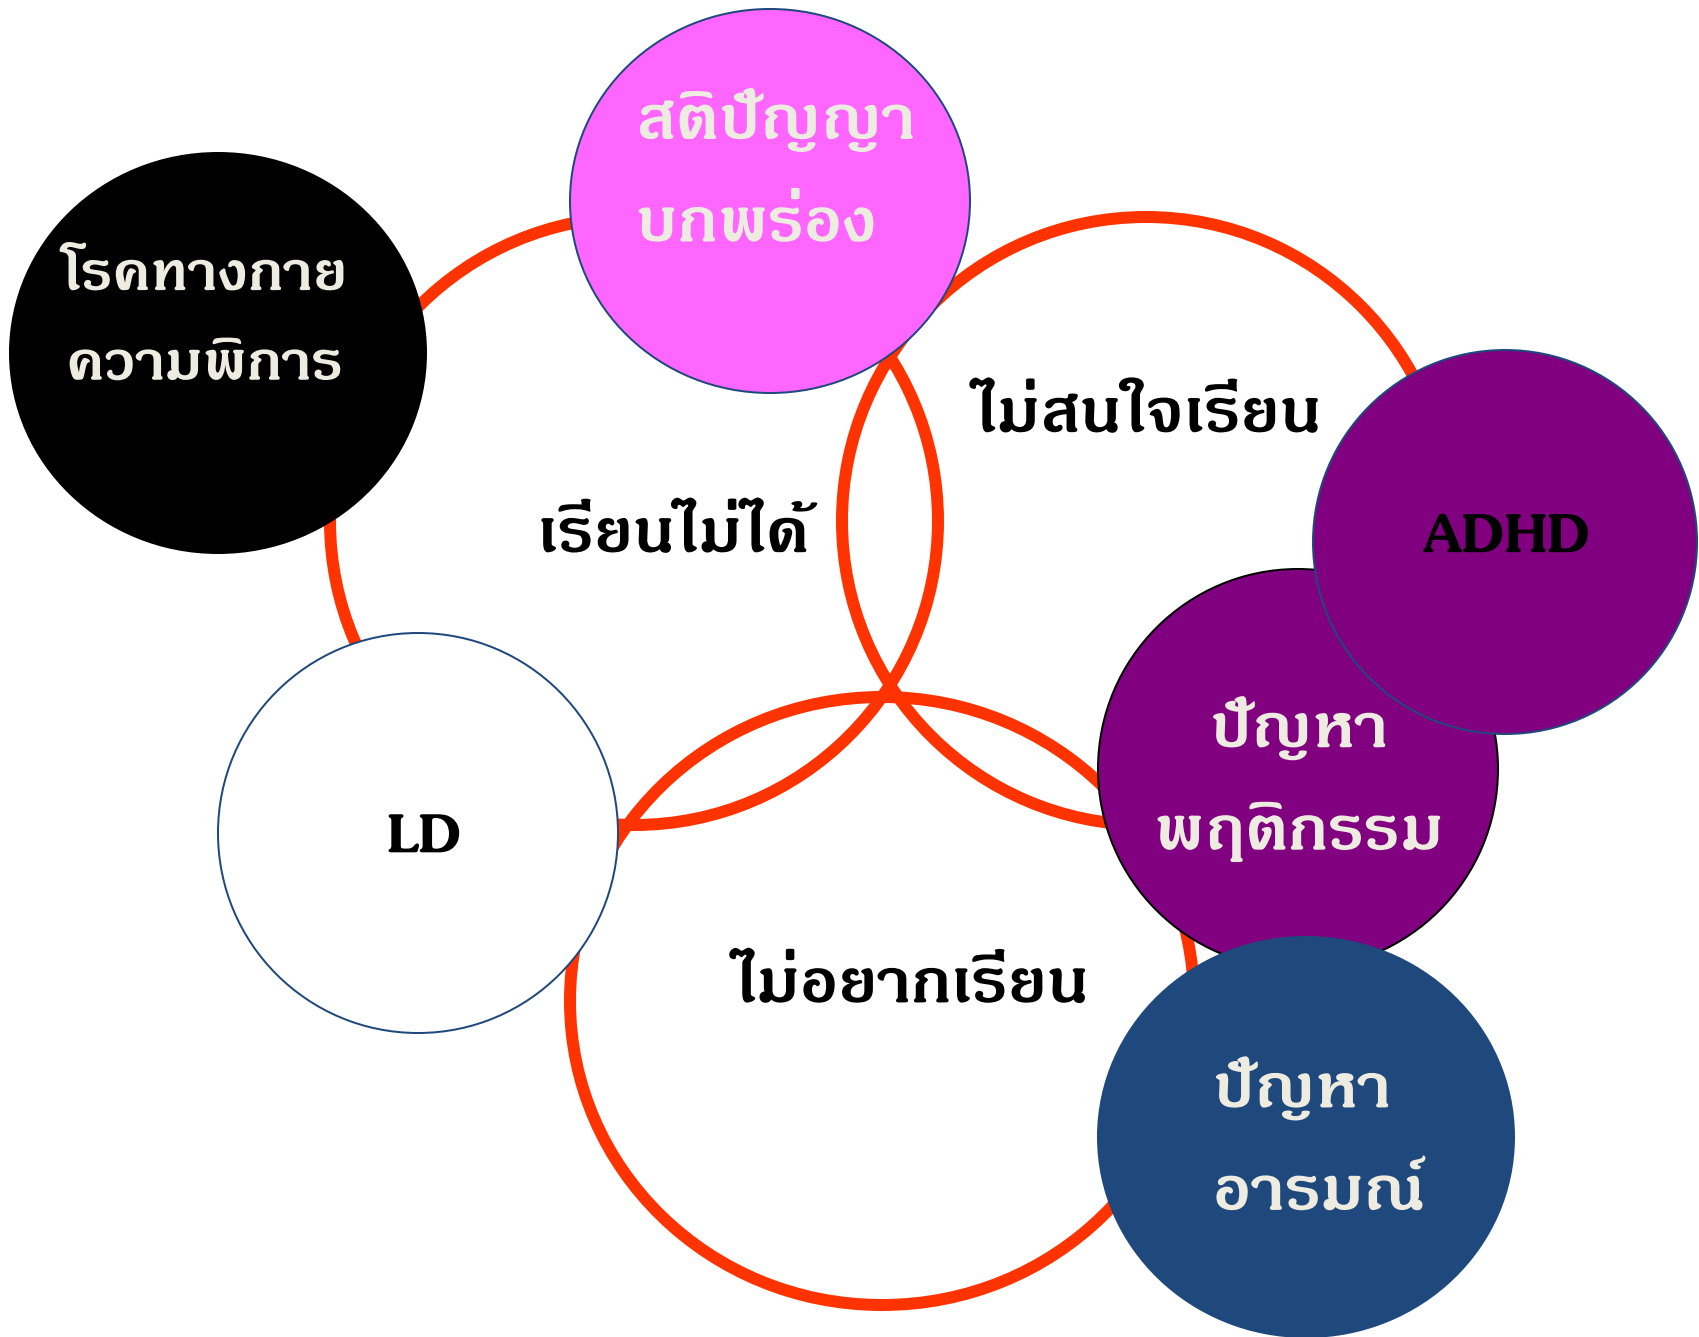 สติปัญญา
บกพร่อง
โรคทางกาย
ความพิการ
ไม่สนใจเรียน
เรียนไม่ได้
ADHD
ปัญหา
พฤติกรรม
LD
ไม่อยากเรียน
ปัญหา
อารมณ์